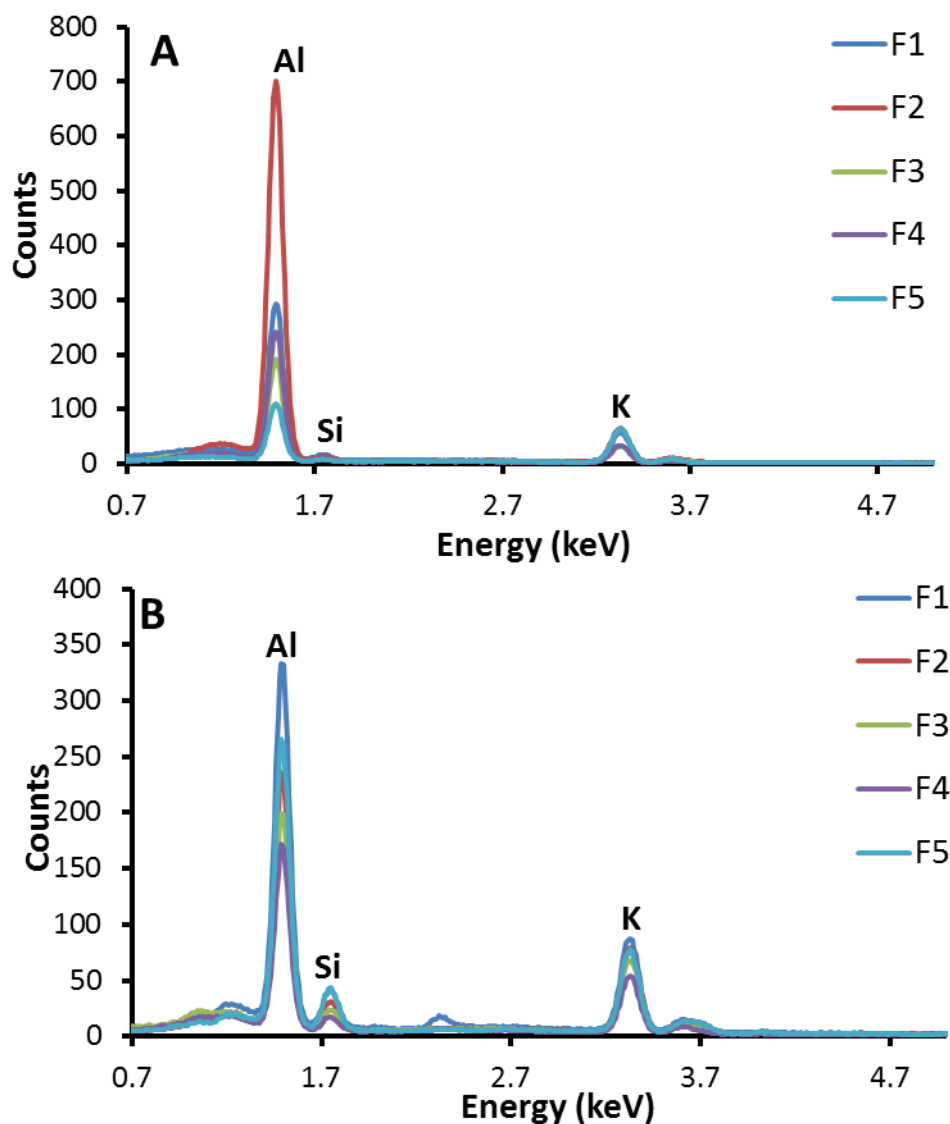 A
800
700
600
500
400
300
200
100
0
Counts
Al
Si
K
F1
F2
F3
F4
F5
0.7 1.7 2.7 3.7 4.7
Energy (keV)
B
400
350
300
250
200
150
100
50
0
Counts
Al
Si
K
F1
F2
F3
F4
F5
0.7 1.7 2.7 3.7 4.7
Energy (keV)